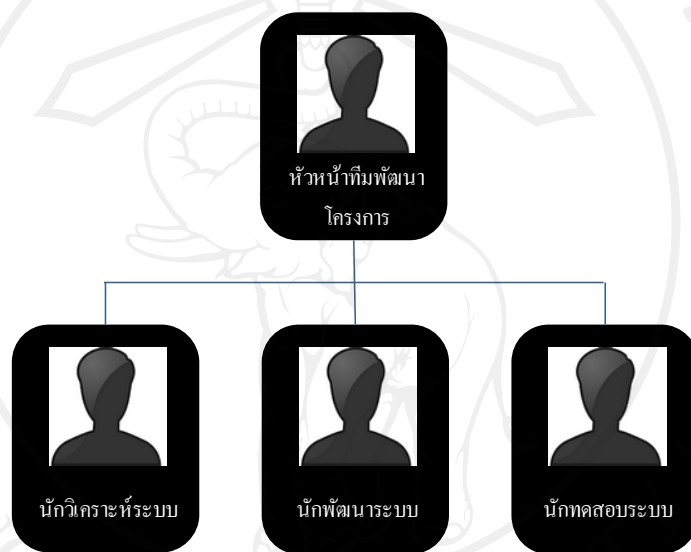 หัวหน้าทีมพัฒนา
โครงการ
นักวิเคราะห์ระบบ
นักพัฒนาระบบ
นักทดสอบระบบ